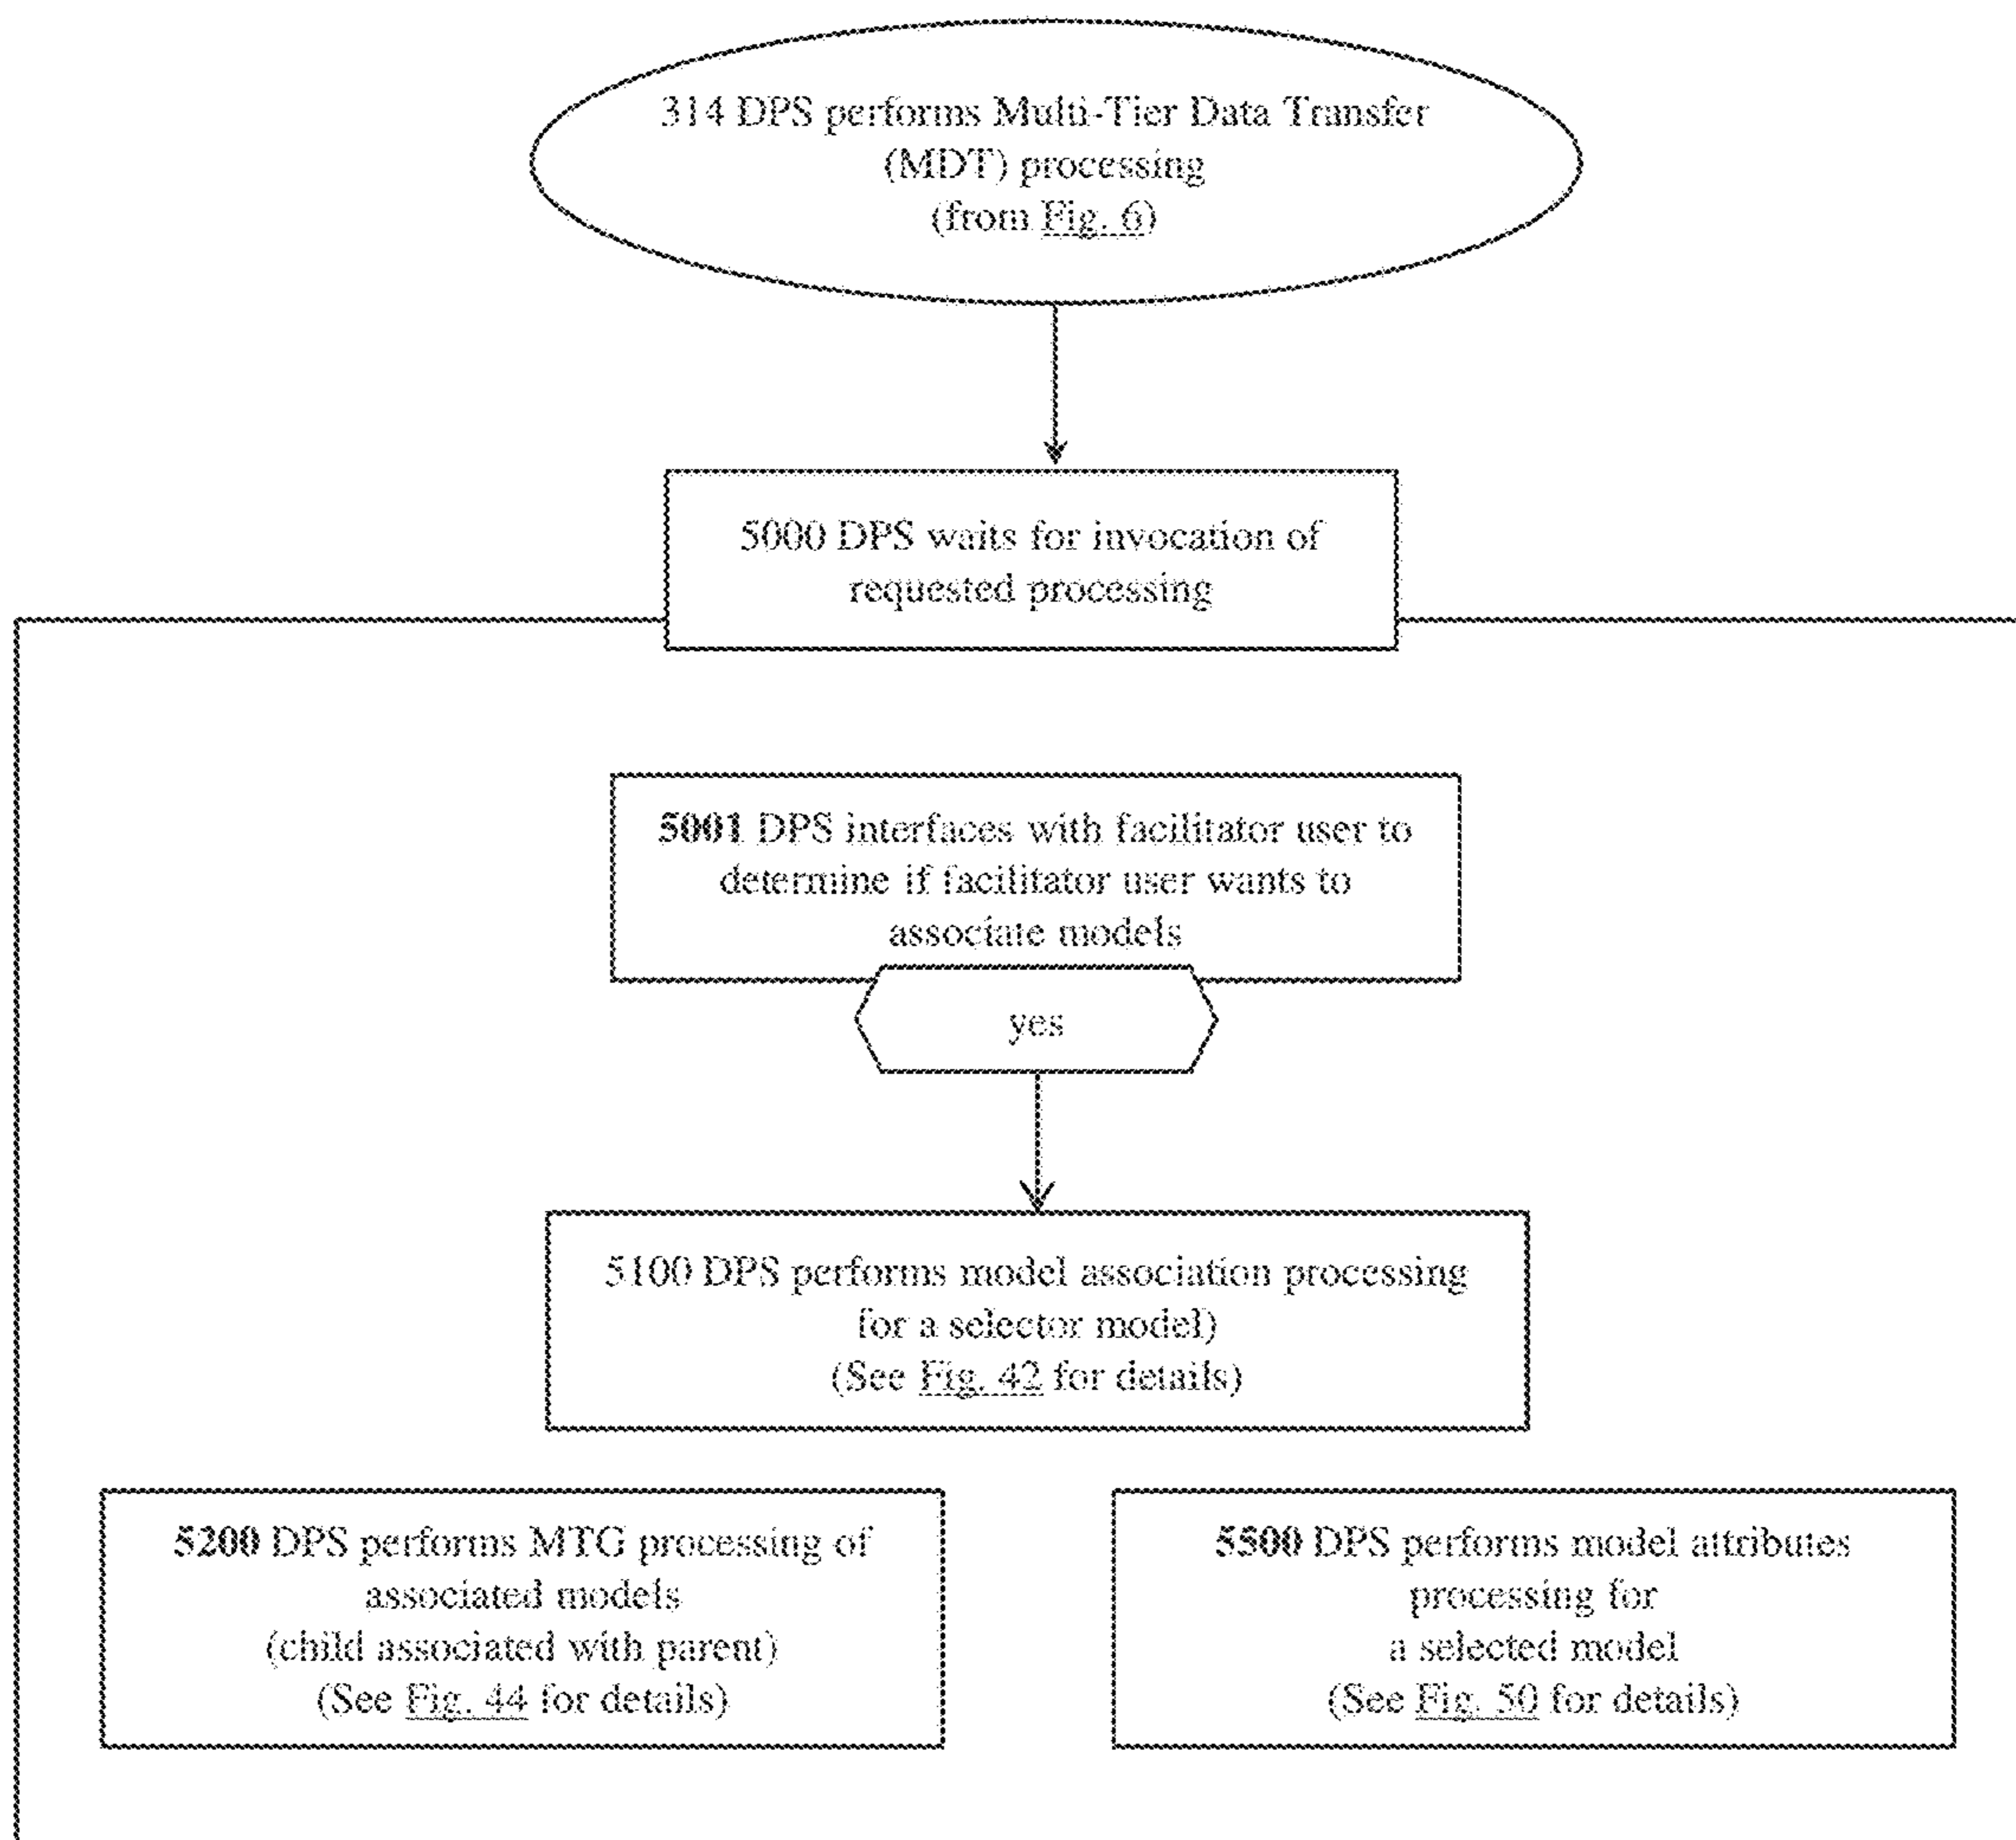 314 DPS performs Multi-Tier Data Transfer
(MDT) processing
(from Fig. 6)
5000 DPS waits for invocation of
requested processing
5001 DPS interfaces with facilitator user to
determine if facilitator user wants to
associate models
yes
5100 DPS performs model association processing
for a selector model)
(See Fig. 42 for details)
5200 DPS performs MTG processing of
associated models
(child associated with parent)
(See Fig. 44 for details)
5500 DPS performs model attributes
processing for
a selected model
(See Fig. 50 for details)